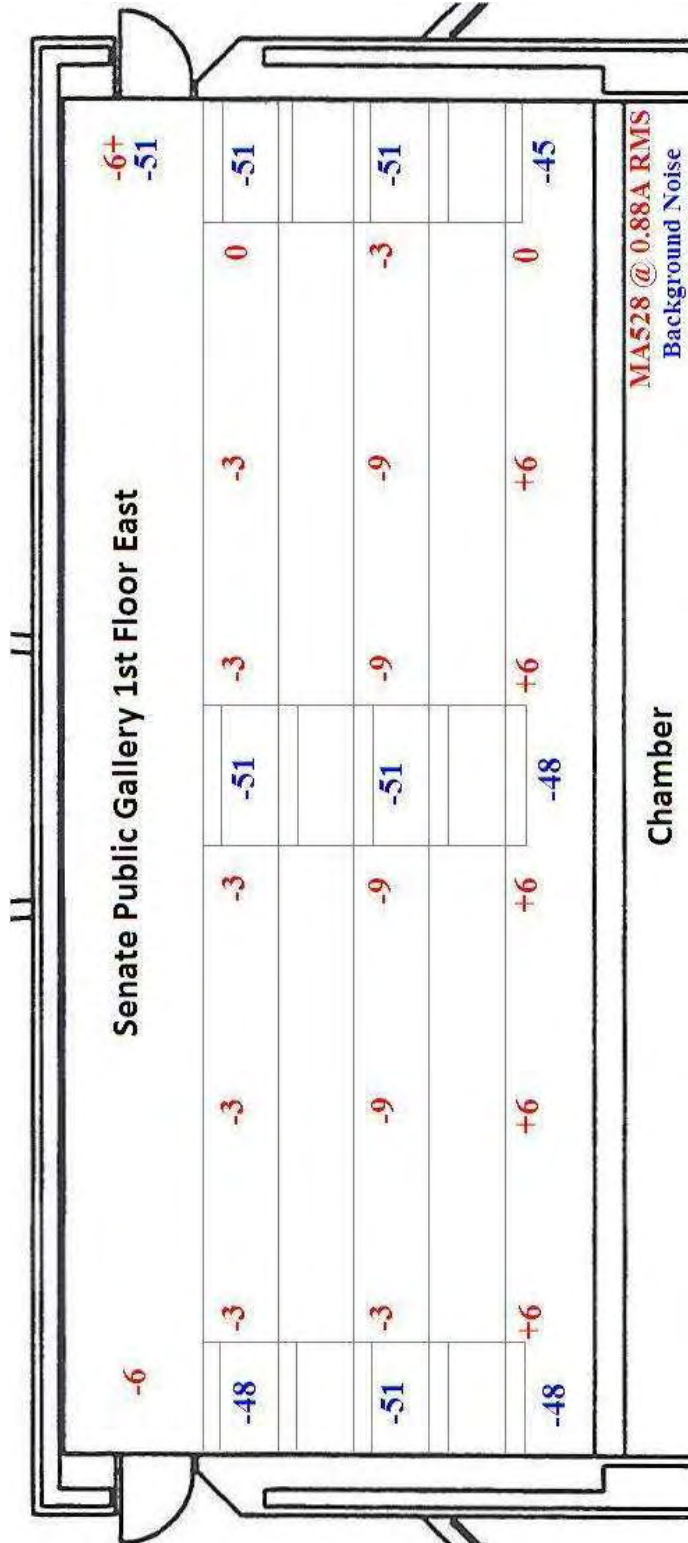 -6 Senate Public Gallery 1st Floor East -6+
-51
-48 -3 -3 -3 -51 -3 -3 0 -51
-51 -3 -9 -9 -51 -9 -9 -3 -51
-48 +6 +6 +6 -48 +6 +6 0 -45
MA528 @ 0.88A RMS
Chamber Background Noise